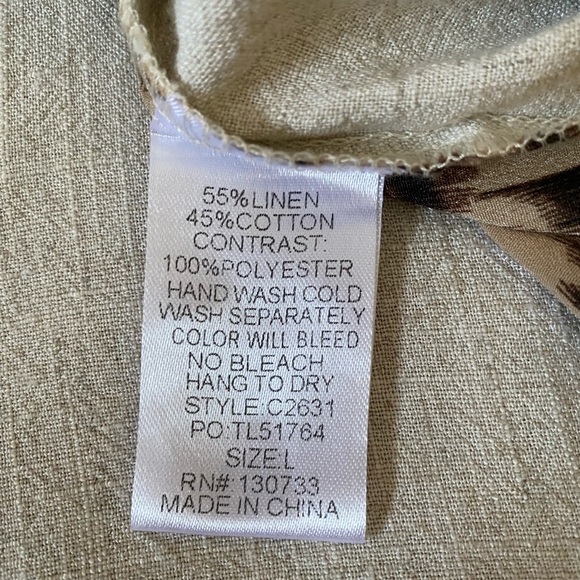 55%LINEN
45%COTTON
CONTRAST:
100%POLYESTER
HAND WASH COLD
WASH SEPARATELY
COLOR WILL BLEED
NO BLEACH
HANG TO DRY
STYLE:C2631
PO:TL51764
SIZE:L
RN#:130733
MADE IN CHINA